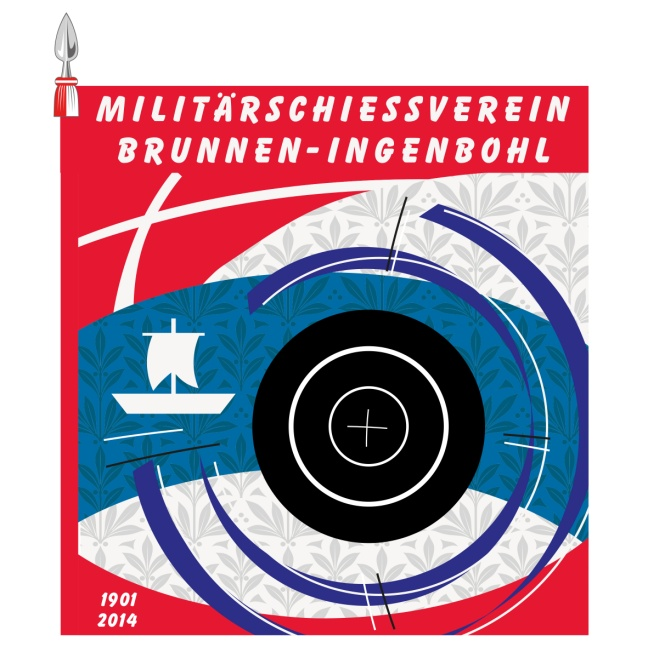 MILITÄRSCHIESSVEREIN
BRUNNEN-INGENBOHL
1901
2014